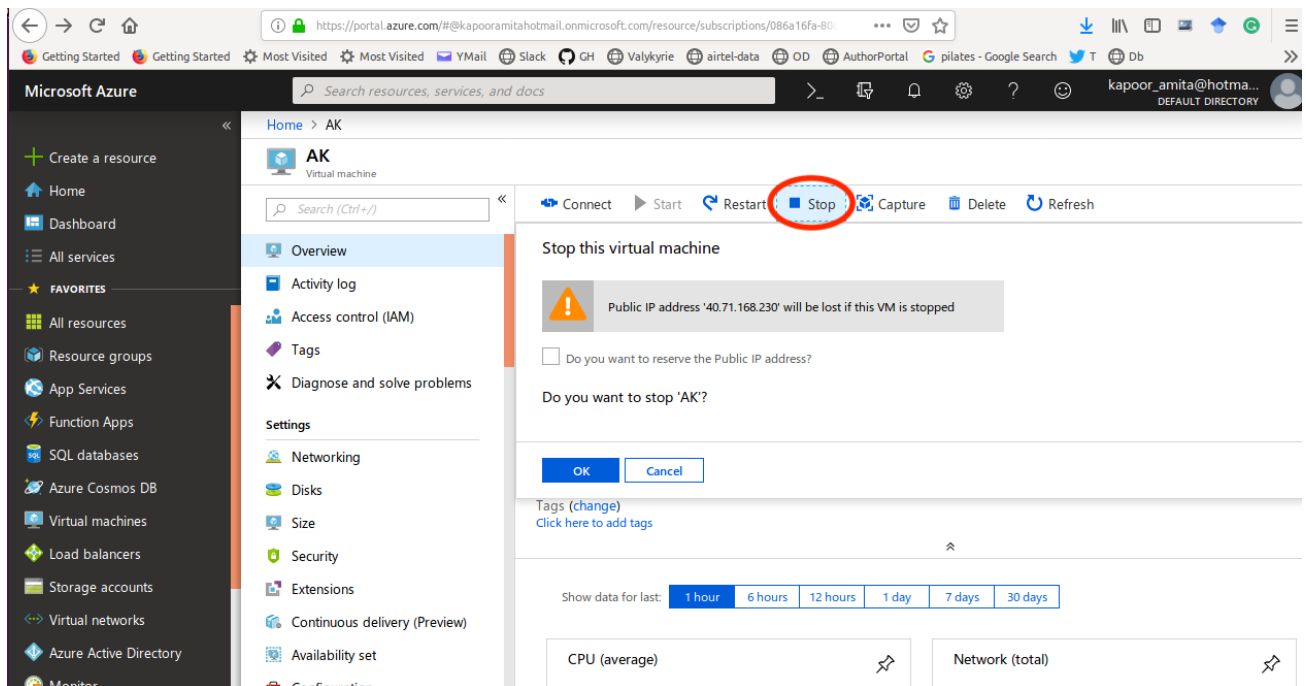 https://portal.azure.com/#@kapooramitahotmail.onmicrosoft.com/resource/subscriptions/086a16fa-80
Getting Started Getting Started Most Visited Most Visited YMail Slack GH Valykyrie airtel-data OD AuthorPortal pilates - Google Search T Db
Microsoft Azure
Search resources, services, and docs
kapoor_amita@hotma...
DEFAULT DIRECTORY
Create a resource
Home
Dashboard
All services
FAVORITES
All resources
Resource groups
App Services
Function Apps
SQL databases
Azure Cosmos DB
Virtual machines
Load balancers
Storage accounts
Virtual networks
Azure Active Directory
Monitor
Home > AK
AK
Virtual machine
Search (Ctrl+/)
Overview
Activity log
Access control (IAM)
Tags
Diagnose and solve problems
Settings
Networking
Disks
Size
Security
Extensions
Continuous delivery (Preview)
Availability set
Configuration
Connect Start Restart Stop Capture Delete Refresh
Stop this virtual machine
Public IP address '40.71.168.230' will be lost if this VM is stopped
Do you want to reserve the Public IP address?
Do you want to stop 'AK'?
OK Cancel
Tags (change)
Click here to add tags
Show data for last: 1 hour 6 hours 12 hours 1 day 7 days 30 days
CPU (average)
Network (total)